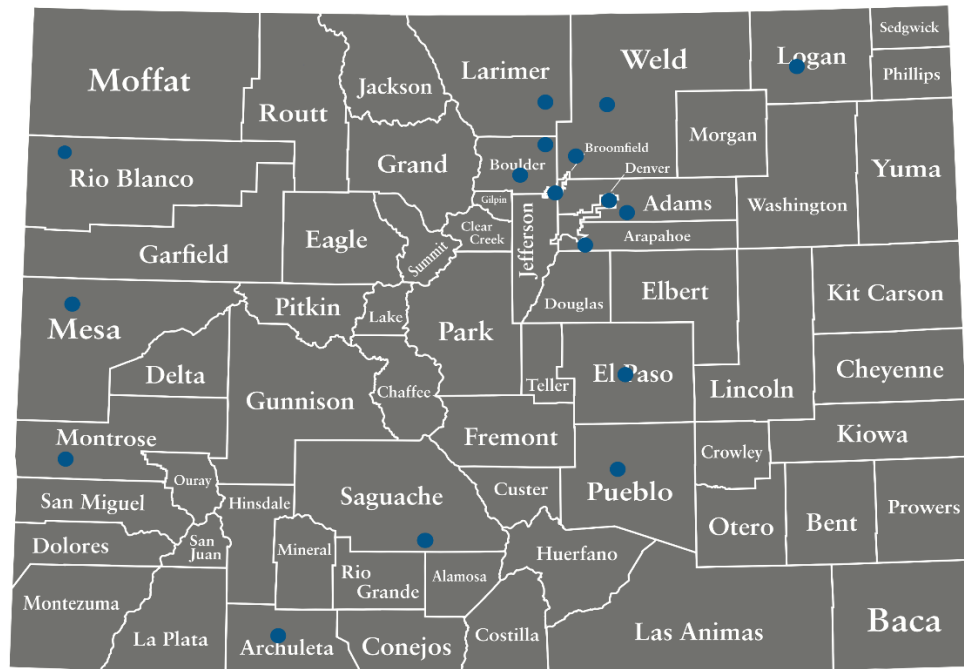 Sedgwick
Logan
Weld
Larimer
Moffat
Phillips
Jackson
Routt
Morgan
Broomfield
Grand
Boulder
Denver
Yuma
Rio Blanco
Gilpin
Adams
Washington
Clear
Creek
Arapahoe
Eagle
Jefferson
Garfield
Summit
Elbert
Kit Carson
Pitkin
Douglas
Lake
Mesa
Park
Cheyenne
Delta
El Paso
Teller
Lincoln
Chaffee
Gunnison
Fremont
Montrose
Kiowa
Crowley
Ouray
Custer
Pueblo
Saguache
San Miguel
Hinsdale
Prowers
Otero
Bent
Dolores
San
Juan
Mineral
Huerfano
Rio
Grande
Alamosa
Montezuma
Baca
La Plata
Archuleta
Conejos
Costilla
Las Animas